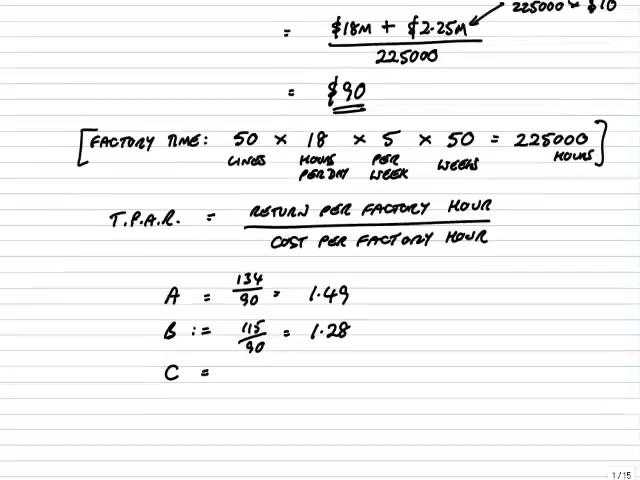 225000 × $10
= $18M + $2.25M
225000
= $90
[FACTORY TIME: 50 × 18 × 5 × 50 = 225000]
LINES HOURS PER DAY PER WEEK WEEKS HOURS
T.P.A.R. = RETURN PER FACTORY HOUR
COST PER FACTORY HOUR
A = 134/90 = 1.49
B := 115/90 = 1.28
C =
1/15